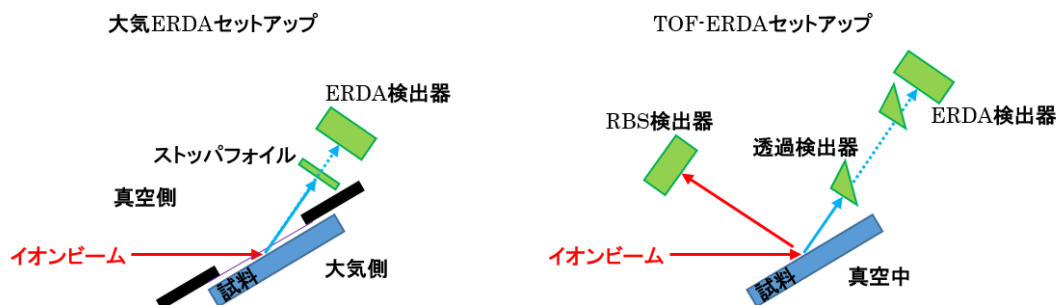 大気ERDAセットアップ
ERDA検出器
ストッパフォイル
真空側
イオンビーム
試料
大気側
TOF-ERDAセットアップ
RBS検出器
ERDA検出器
透過検出器
イオンビーム
試料
真空中